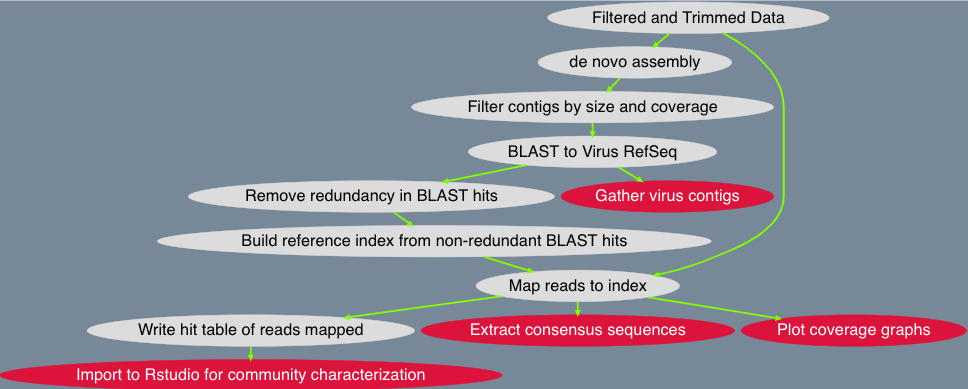 Filtered and Trimmed Data
de novo assembly
Filter contigs by size and coverage
BLAST to Virus RefSeq
Remove redundancy in BLAST hits
Gather virus contigs
Build reference index from non-redundant BLAST hits
Map reads to index
Write hit table of reads mapped
Extract consensus sequences
Plot coverage graphs
Import to Rstudio for community characterization